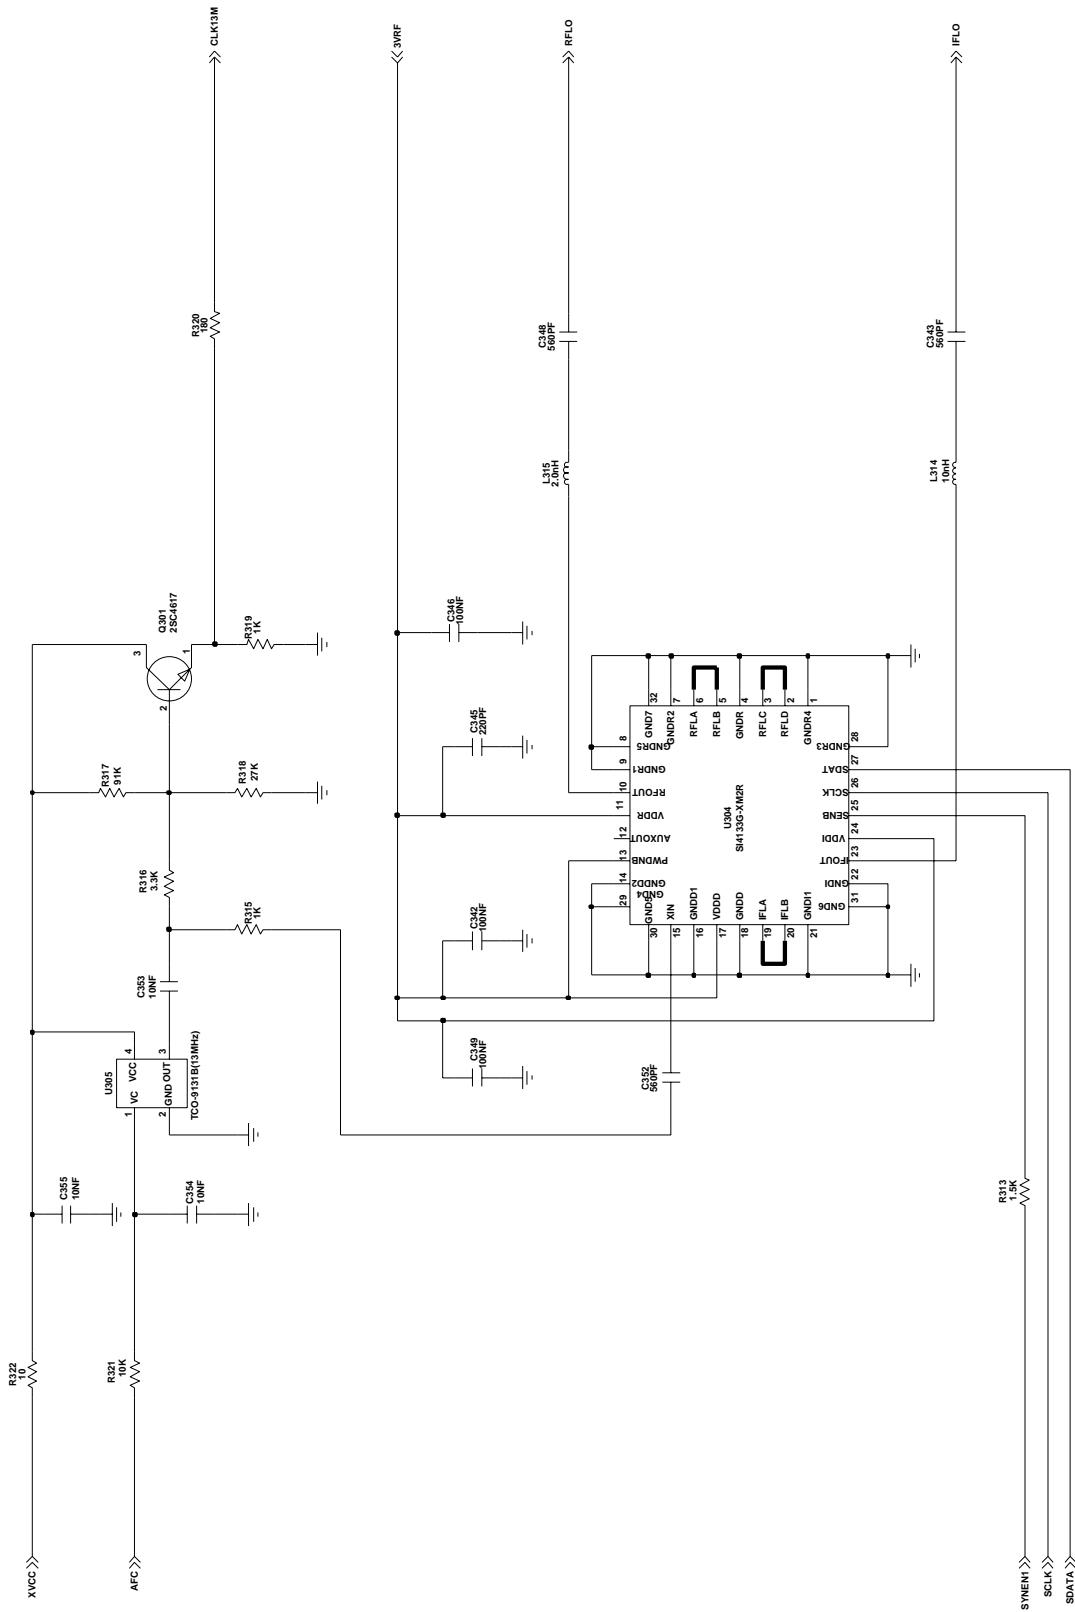 CLK13M
3VRF
RFLO
IFLO
R320
180
C348
560PF
C343
560PF
L315
2.0nH
L314
10nH
Q301
2SC4617
3
1
2
R319
1K
C346
100NF
R317
91K
R318
27K
C345
220PF
R316
3.3K
R315
1K
C342
100NF
C353
10NF
U305
TCO-9131B(13MHz)
4
VCC
3
OUT
1
VC
2
GND
C349
100NF
C352
560PF
U304
SI4133G-XM2R
GND7
32
GNDR2
7
RFLA
6
RFLB
5
GNDR
4
RFLC
3
RFLD
2
GNDR4
1
8
GNDR5
9
GNDR1
10
RFOUT
11
VDDR
12
AUXOUT
13
PWDNB
14
GNDD2
29
GND4
GND5
30
XIN
15
GNDD1
16
VDDD
17
GNDD
18
IFLA
19
IFLB
20
GNDI1
21
GNDR3
28
SDAT
27
SCLK
26
SENB
25
VDDI
24
IFOUT
23
GNDI
22
GND6
31
C355
10NF
C354
10NF
R313
1.5K
R322
10
R321
10K
XVCC
AFC
SYNEN1
SCLK
SDATA